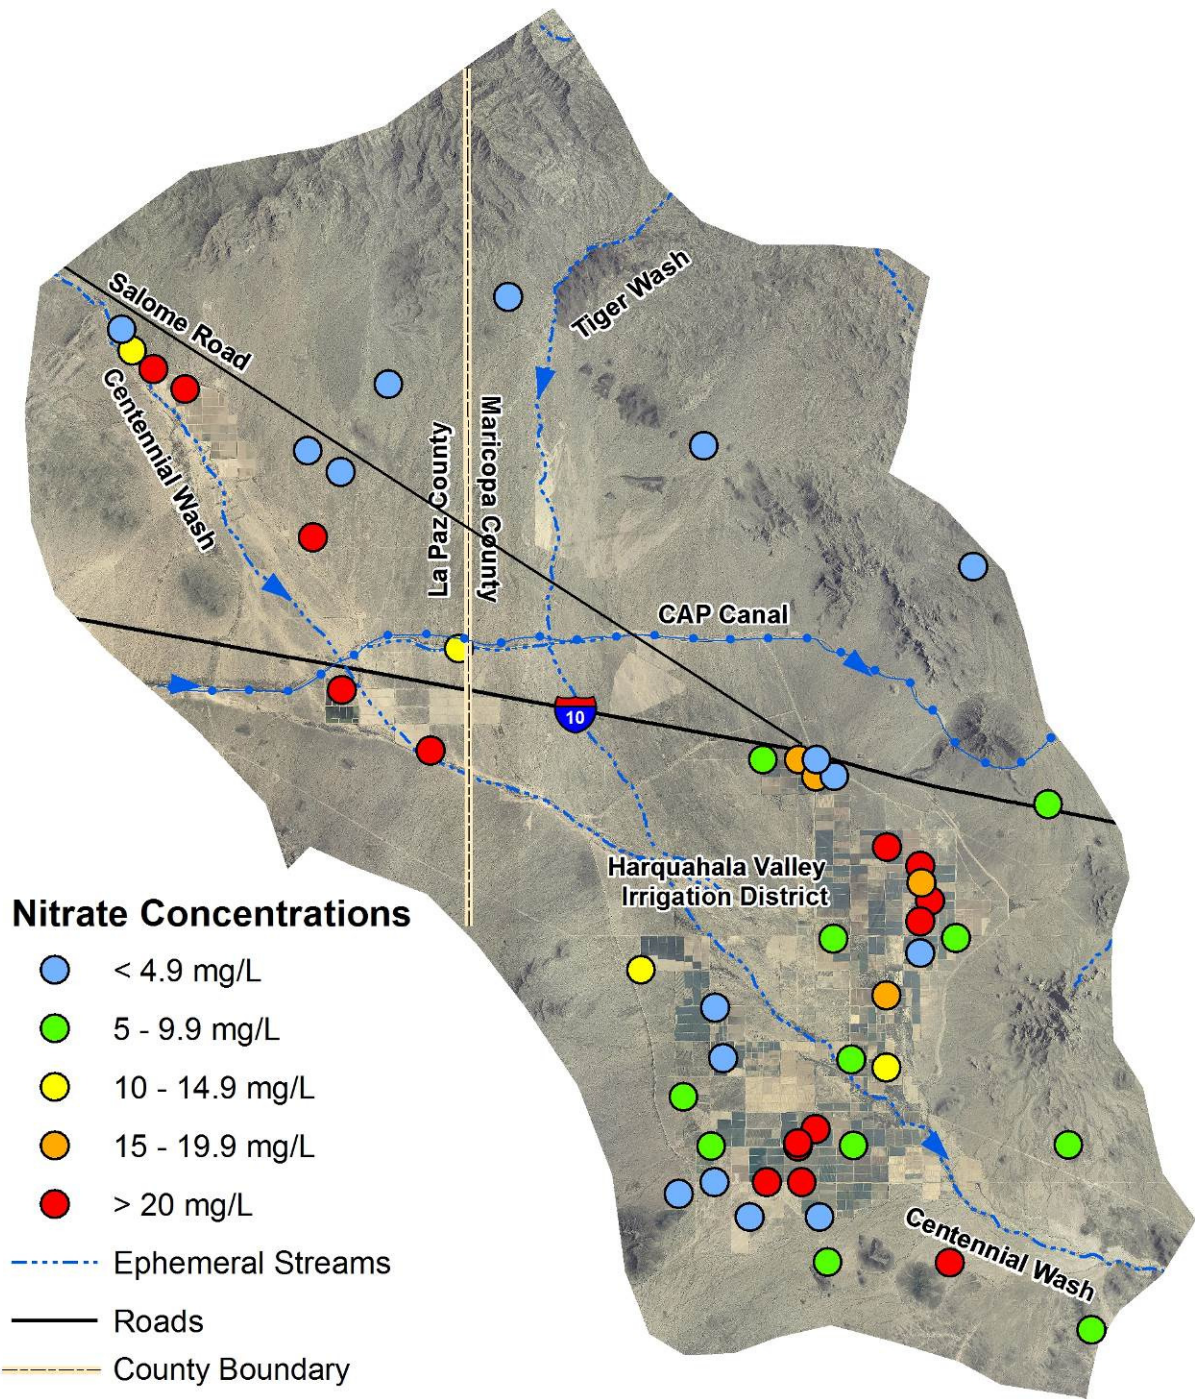 Salome Road
Tiger Wash
Centennial Wash
La Paz County
Maricopa County
CAP Canal
10
Harquahala Valley
Irrigation District
Centennial Wash
Nitrate Concentrations
< 4.9 mg/L
5 - 9.9 mg/L
10 - 14.9 mg/L
15 - 19.9 mg/L
> 20 mg/L
Ephemeral Streams
Roads
County Boundary